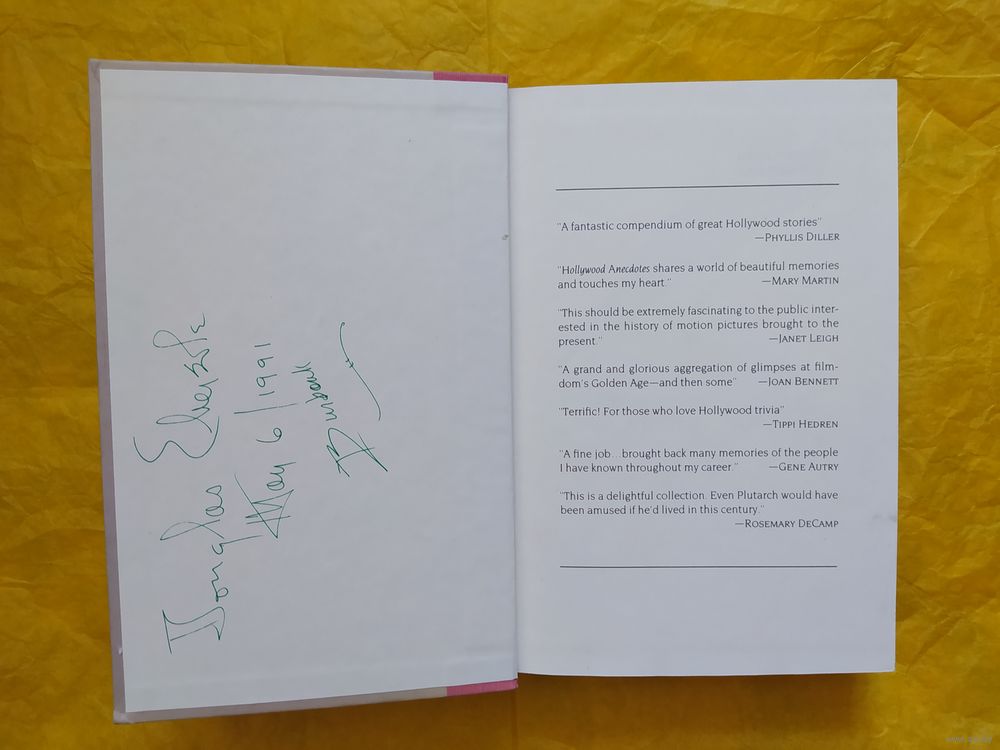 Douglas
May 6/1991
Burbank
"A fantastic compendium of great Hollywood stories"
—PHYLLIS DILLER
"Hollywood Anecdotes shares a world of beautiful memories
and touches my heart." —MARY MARTIN
"This should be extremely fascinating to the public inter-
ested in the history of motion pictures brought to the
present." —JANET LEIGH
"A grand and glorious aggregation of glimpses at film-
dom's Golden Age—and then some" —JOAN BENNETT
"Terrific! For those who love Hollywood trivia"
—TIPPI HEDREN
"A fine job...brought back many memories of the people
I have known throughout my career." —GENE AUTRY
"This is a delightful collection. Even Plutarch would have
been amused if he'd lived in this century."
—ROSEMARY DECAMP